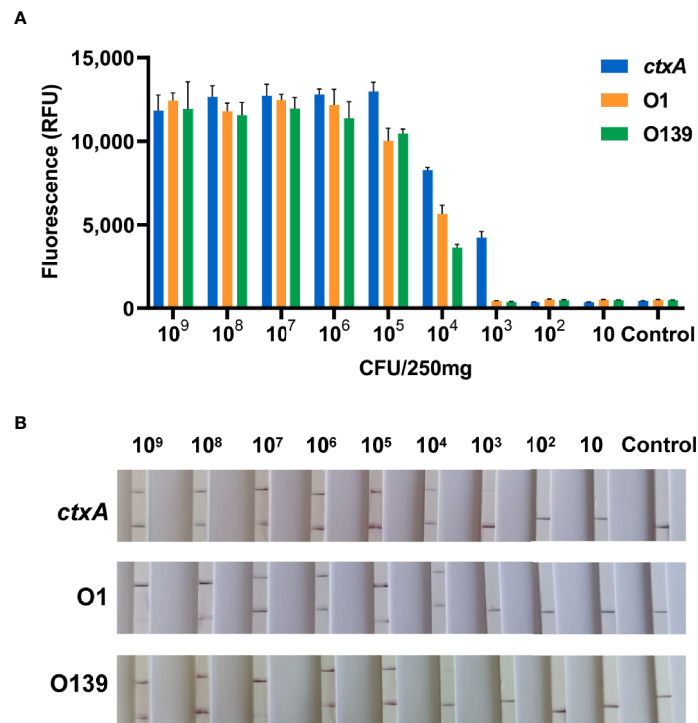 A
15,000
10,000
5,000
0
Fluorescence (RFU)
ctxA
O1
O139
10⁹ 10⁸ 10⁷ 10⁶ 10⁵ 10⁴ 10³ 10² 10 Control
CFU/250mg
B
10⁹ 10⁸ 10⁷ 10⁶ 10⁵ 10⁴ 10³ 10² 10 Control
ctxA
O1
O139